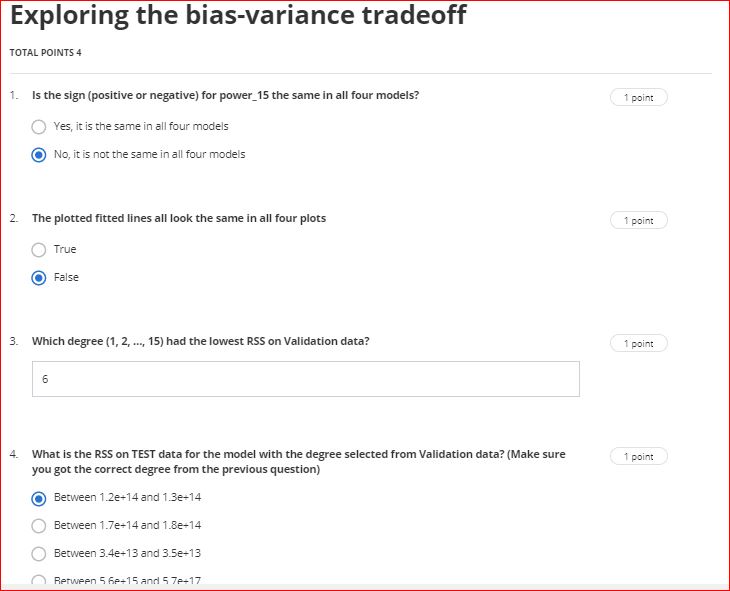 Exploring the bias-variance tradeoff
TOTAL POINTS 4
1. Is the sign (positive or negative) for power_15 the same in all four models? 1 point
Yes, it is the same in all four models
No, it is not the same in all four models
2. The plotted fitted lines all look the same in all four plots 1 point
True
False
3. Which degree (1, 2, ..., 15) had the lowest RSS on Validation data? 1 point
6
4. What is the RSS on TEST data for the model with the degree selected from Validation data? (Make sure 1 point
you got the correct degree from the previous question)
Between 1.2e+14 and 1.3e+14
Between 1.7e+14 and 1.8e+14
Between 3.4e+13 and 3.5e+13
Between 5.6e+15 and 5.7e+17